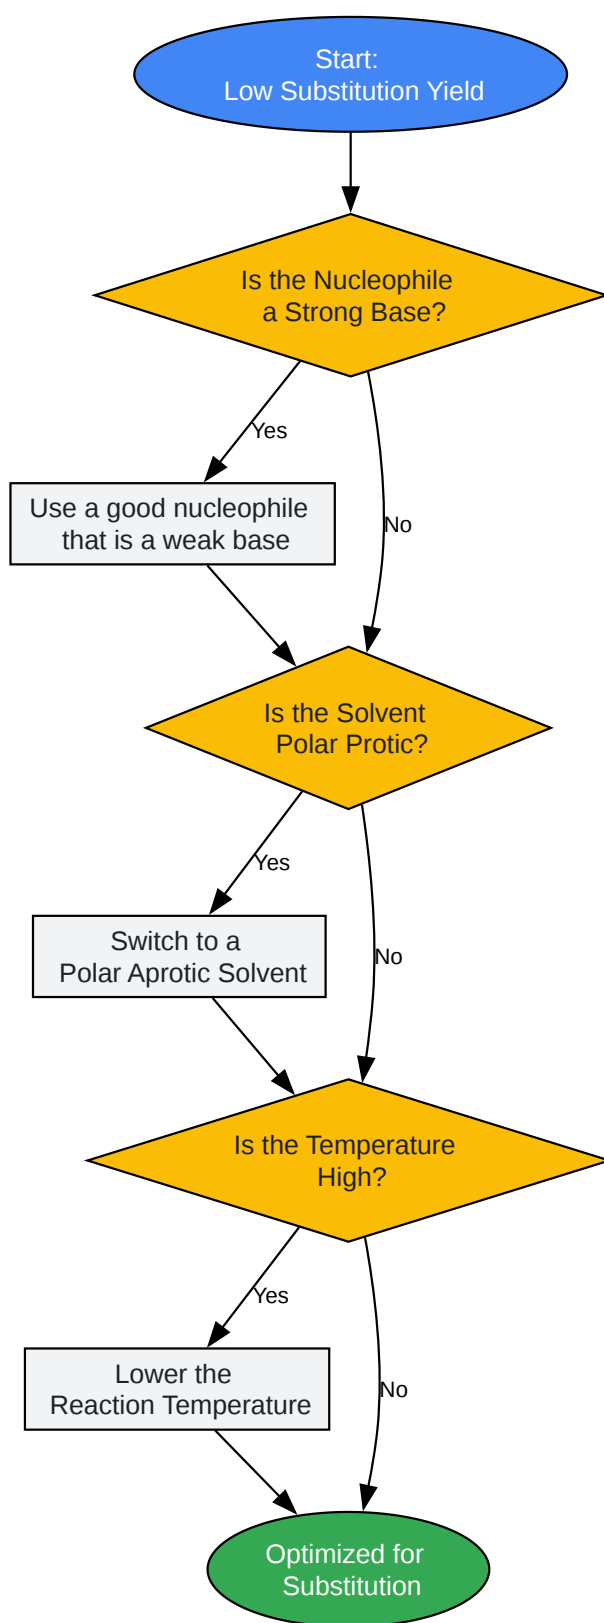 Start:
Low Substitution Yield
Is the Nucleophile
a Strong Base?
Yes
Use a good nucleophile
that is a weak base
No
Is the Solvent
Polar Protic?
Yes
Switch to a
Polar Aprotic Solvent
No
Is the Temperature
High?
Yes
Lower the
Reaction Temperature
No
Optimized for
Substitution